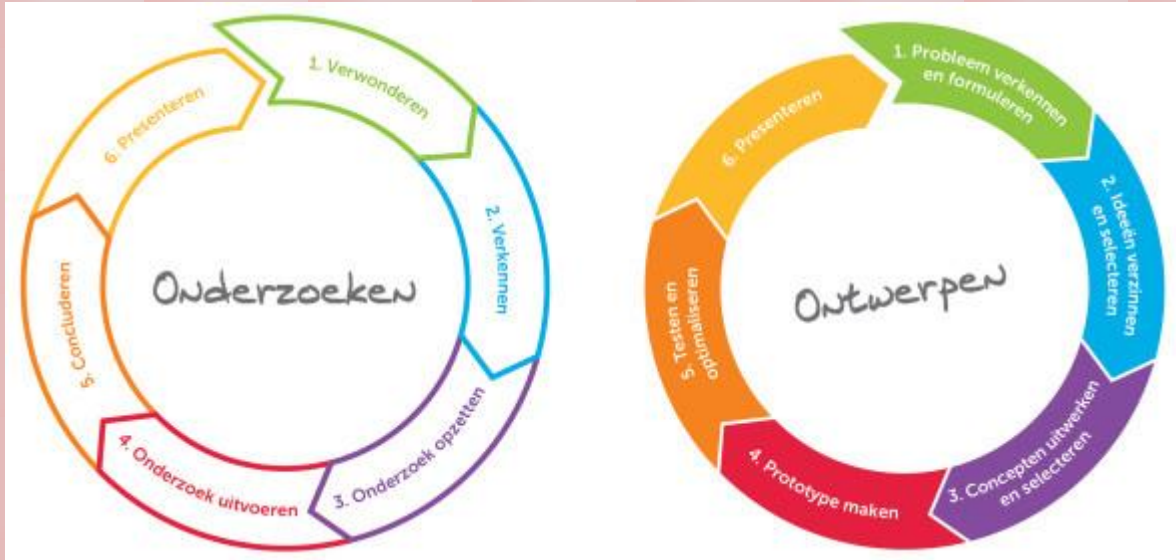 1. Verwonderen
2. Verkennen
3. Onderzoek opzetten
4. Onderzoek uitvoeren
5. Concluderen
6. Presenteren
Onderzoeken
1. Probleem verkennen
en formuleren
2. Ideeën verzinnen
en selecteren
3. Concepten uitwerken
en selecteren
4. Prototype maken
5. Testen en
optimaliseren
6. Presenteren
Ontwerpen